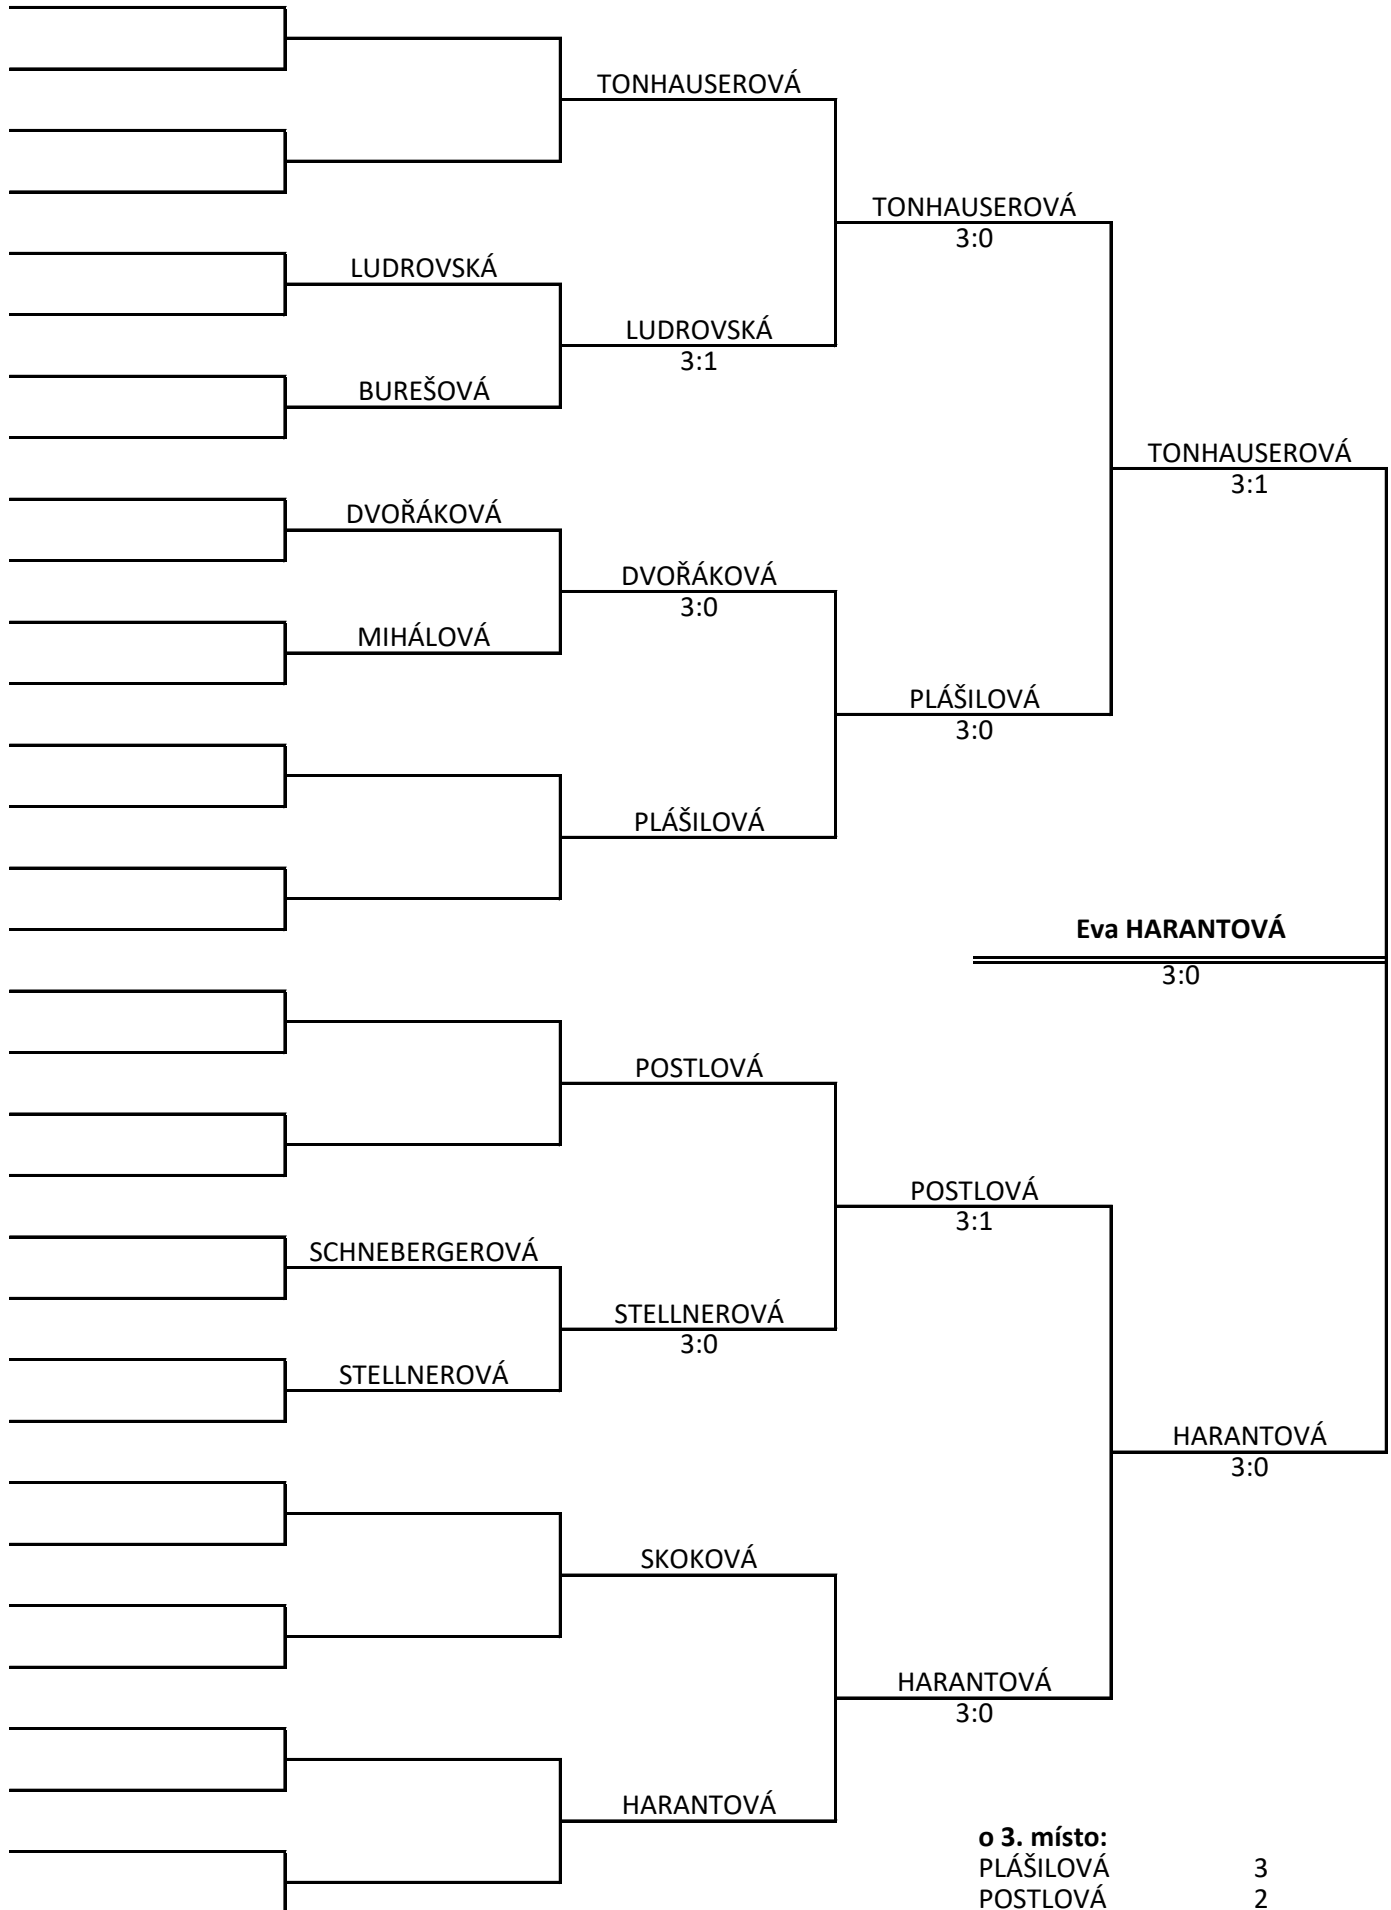 TONHAUSEROVÁ
TONHAUSEROVÁ
3:0
LUDROVSKÁ
LUDROVSKÁ
3:1
BUREŠOVÁ
TONHAUSEROVÁ
3:1
DVOŘÁKOVÁ
DVOŘÁKOVÁ
3:0
MIHÁLOVÁ
PLÁŠILOVÁ
3:0
PLÁŠILOVÁ
Eva HARANTOVÁ
3:0
POSTLOVÁ
POSTLOVÁ
3:1
SCHNEBERGEROVÁ
STELLNEROVÁ
3:0
STELLNEROVÁ
HARANTOVÁ
3:0
SKOKOVÁ
HARANTOVÁ
3:0
HARANTOVÁ
o 3. místo:
PLÁŠILOVÁ 3
POSTLOVÁ 2